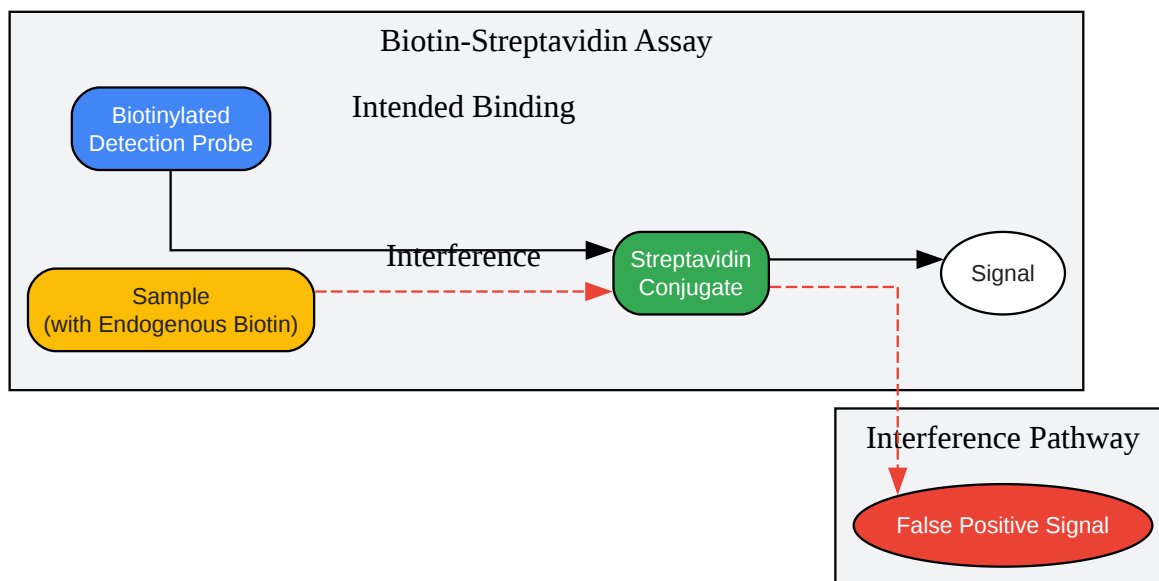 Biotin-Streptavidin Assay
Intended Binding
Biotinylated
Detection Probe
Interference
Streptavidin
Conjugate
Signal
Sample
(with Endogenous Biotin)
Interference Pathway
False Positive Signal